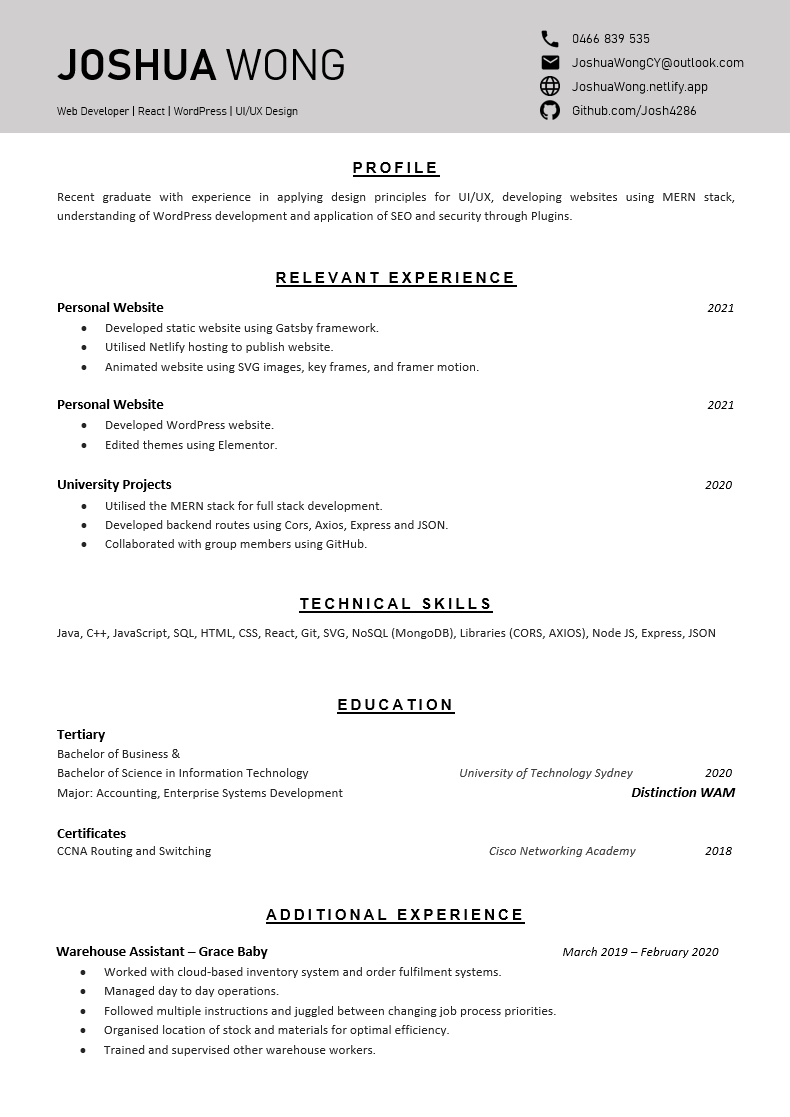 JOSHUA WONG
Web Developer | React | WordPress | UI/UX Design
0466 839 535
JoshuaWongCY@outlook.com
JoshuaWong.netlify.app
Github.com/Josh4286
PROFILE
Recent graduate with experience in applying design principles for UI/UX, developing websites using MERN stack,
understanding of WordPress development and application of SEO and security through Plugins.
RELEVANT EXPERIENCE
Personal Website 2021
• Developed static website using Gatsby framework.
• Utilised Netlify hosting to publish website.
• Animated website using SVG images, key frames, and framer motion.
Personal Website 2021
• Developed WordPress website.
• Edited themes using Elementor.
University Projects 2020
• Utilised the MERN stack for full stack development.
• Developed backend routes using Cors, Axios, Express and JSON.
• Collaborated with group members using GitHub.
TECHNICAL SKILLS
Java, C++, JavaScript, SQL, HTML, CSS, React, Git, SVG, NoSQL (MongoDB), Libraries (CORS, AXIOS), Node JS, Express, JSON
EDUCATION
Tertiary
Bachelor of Business &
Bachelor of Science in Information Technology University of Technology Sydney 2020
Major: Accounting, Enterprise Systems Development Distinction WAM
Certificates
CCNA Routing and Switching Cisco Networking Academy 2018
ADDITIONAL EXPERIENCE
Warehouse Assistant – Grace Baby March 2019 – February 2020
• Worked with cloud-based inventory system and order fulfilment systems.
• Managed day to day operations.
• Followed multiple instructions and juggled between changing job process priorities.
• Organised location of stock and materials for optimal efficiency.
• Trained and supervised other warehouse workers.